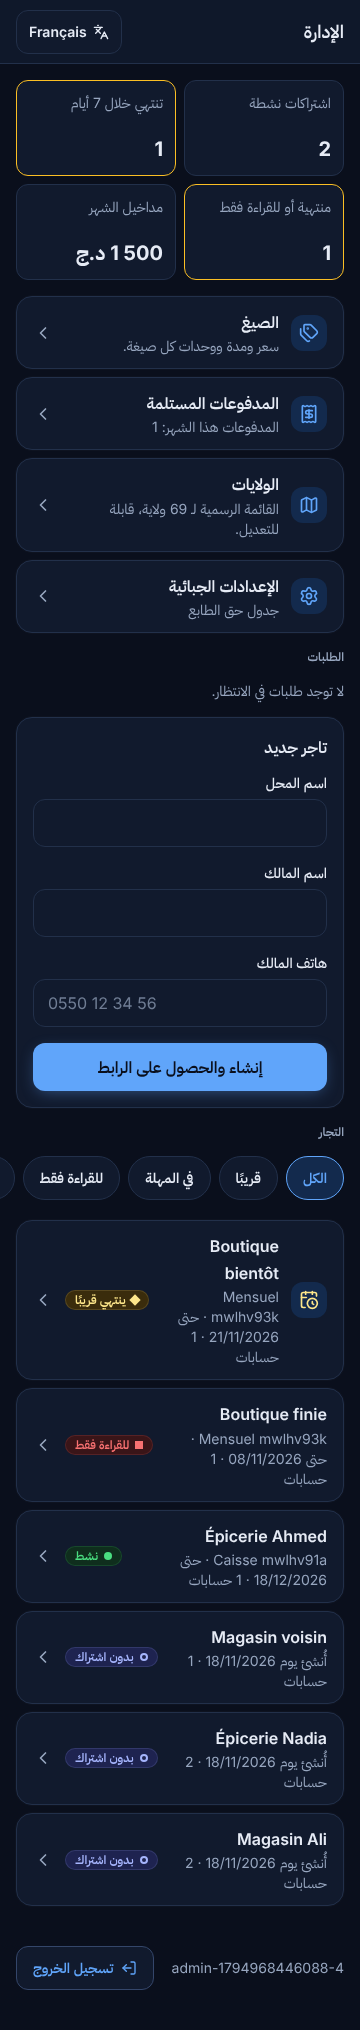 الإدارة
Français
اشتراكات نشطة
2
تنتهي خلال 7 أيام
1
منتهية أو للقراءة فقط
1
مداخيل الشهر
1 500 د.ج
الصيغ
سعر ومدة ووحدات كل صيغة.
المدفوعات المستلمة
المدفوعات هذا الشهر: 1
الولايات
القائمة الرسمية لـ 69 ولاية، قابلة
للتعديل.
الإعدادات الجبائية
جدول حق الطابع
الطلبات
لا توجد طلبات في الانتظار.
تاجر جديد
اسم المحل
اسم المالك
هاتف المالك
0550 12 34 56
إنشاء والحصول على الرابط
التجار
الكل
قريبًا
في المهلة
للقراءة فقط
Boutique
bientôt
Mensuel
mwlhv93k · حتى
21/11/2026 · 1
حسابات
ينتهي قريبًا
Boutique finie
Mensuel mwlhv93k ·
حتى 08/11/2026 · 1
حسابات
للقراءة فقط
Épicerie Ahmed
Caisse mwlhv91a · حتى
18/12/2026 · 1 حسابات
نشط
Magasin voisin
أُنشئ يوم 18/11/2026 · 1
حسابات
بدون اشتراك
Épicerie Nadia
أُنشئ يوم 18/11/2026 · 2
حسابات
بدون اشتراك
Magasin Ali
أُنشئ يوم 18/11/2026 · 2
حسابات
بدون اشتراك
admin-1794968446088-4
تسجيل الخروج